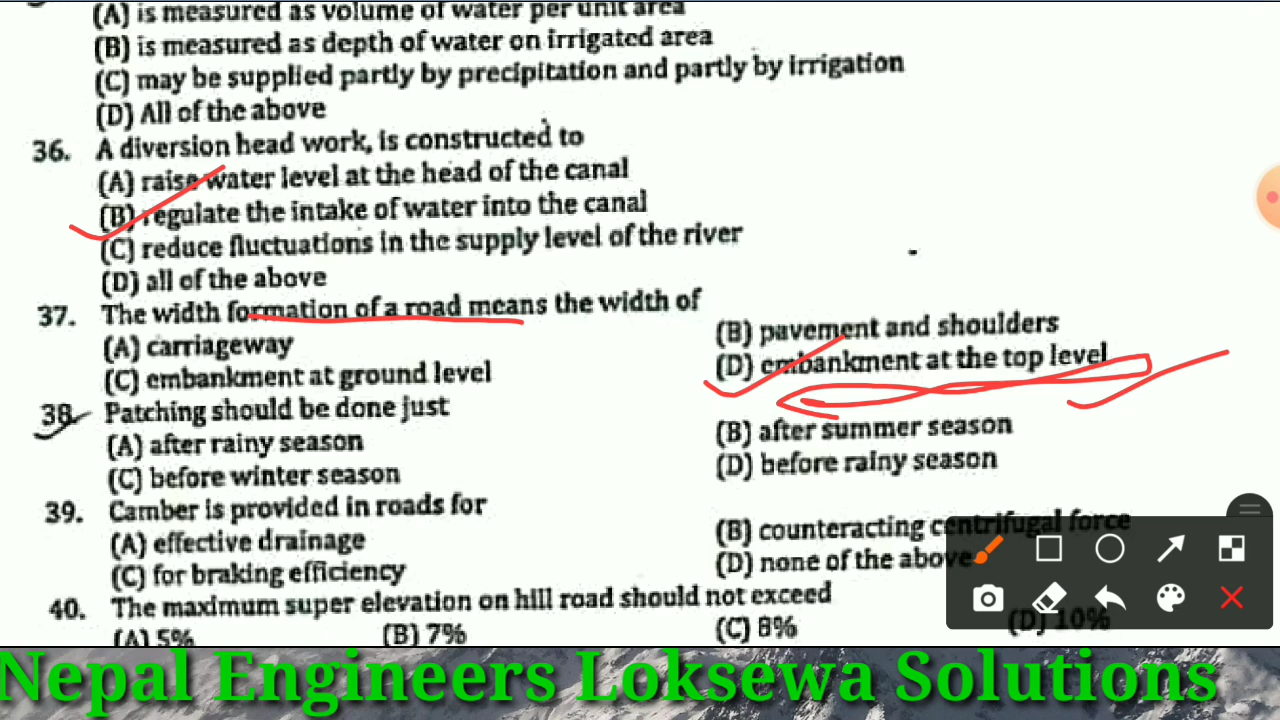 (A) is measured as volume of water per unit area
(B) is measured as depth of water on irrigated area
(C) may be supplied partly by precipitation and partly by irrigation
(D) All of the above
36. A diversion head work, is constructed to
(A) raise water level at the head of the canal
(B) regulate the intake of water into the canal
(C) reduce fluctuations in the supply level of the river
(D) all of the above
37. The width formation of a road means the width of
(A) carriageway (B) pavement and shoulders
(C) embankment at ground level (D) embankment at the top level
38. Patching should be done just
(A) after rainy season (B) after summer season
(C) before winter season (D) before rainy season
39. Camber is provided in roads for
(A) effective drainage (B) counteracting centrifugal force
(C) for braking efficiency (D) none of the above
40. The maximum super elevation on hill road should not exceed
(A) 5% (B) 7% (C) 8% (D) 10%
Nepal Engineers Loksewa Solutions